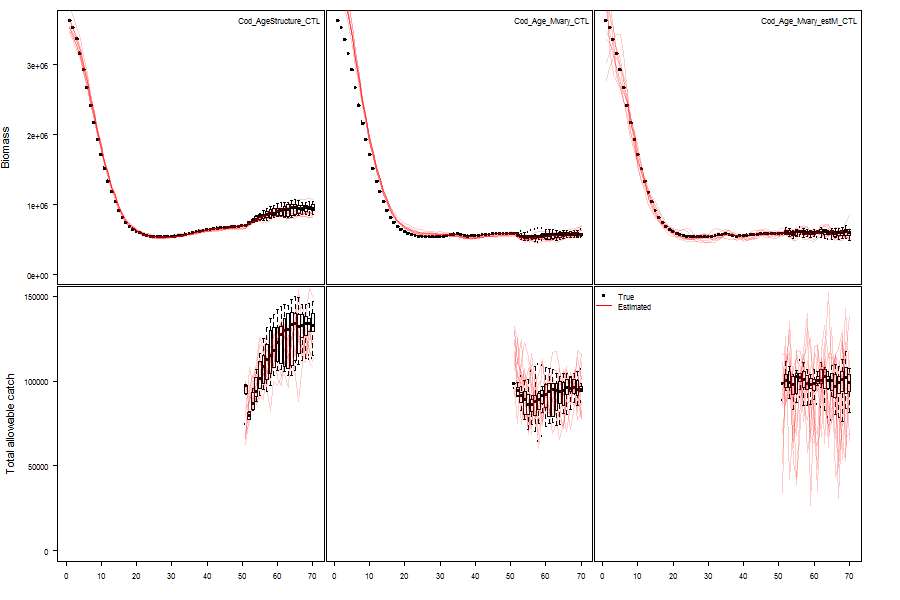 Cod_AgeStructure_CTL
Cod_Age_Mvary_CTL
Cod_Age_Mvary_estM_CTL
Biomass
3e+06
2e+06
1e+06
0e+00
True
Estimated
Total allowable catch
150000
100000
50000
0
0 10 20 30 40 50 60 70
0 10 20 30 40 50 60 70
0 10 20 30 40 50 60 70